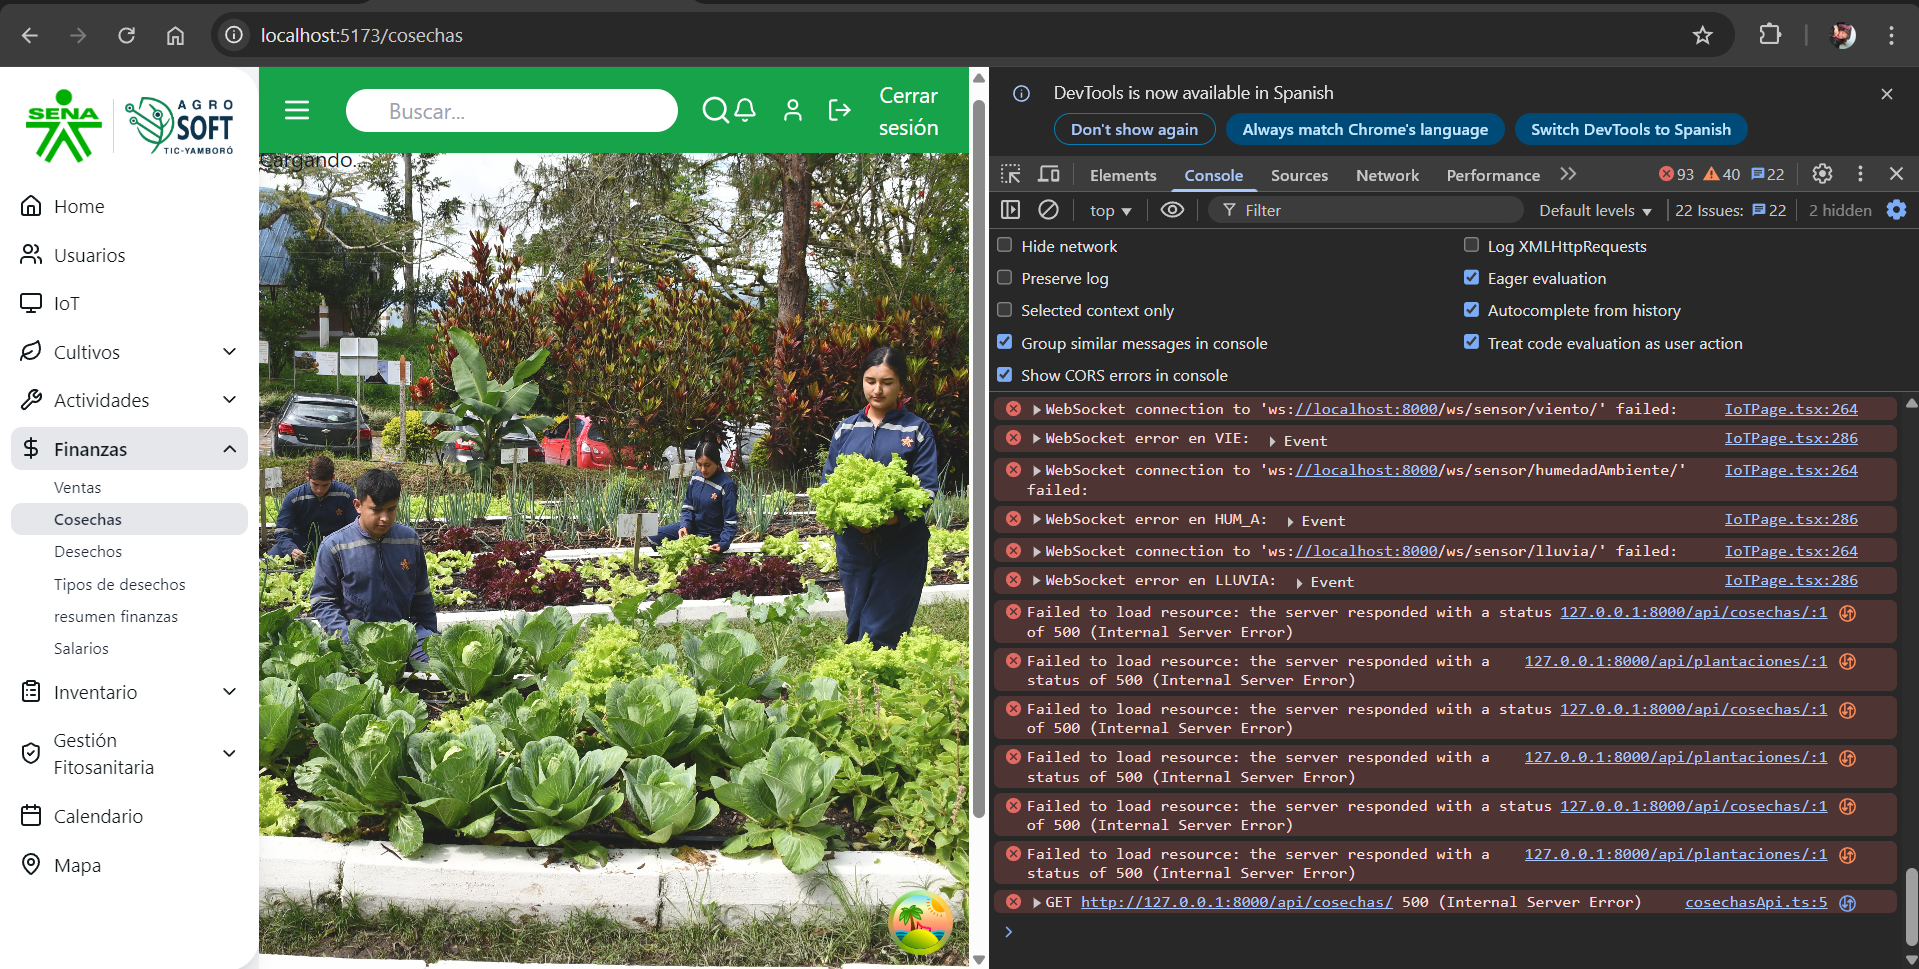 localhost:5173/cosechas
SENA
AGRO
SOFT
TIC-YAMBORÓ
Home
Usuarios
IoT
Cultivos
Actividades
Finanzas
Ventas
Cosechas
Desechos
Tipos de desechos
resumen finanzas
Salarios
Inventario
Gestión
Fitosanitaria
Calendario
Mapa
Buscar...
Cerrar
sesión
Cargando...
DevTools is now available in Spanish
Don't show again
Always match Chrome's language
Switch DevTools to Spanish
Elements
Console
Sources
Network
Performance
93
40
22
top
Filter
Default levels
22 Issues:
22
2 hidden
Hide network
Log XMLHttpRequests
Preserve log
Eager evaluation
Selected context only
Autocomplete from history
Group similar messages in console
Treat code evaluation as user action
Show CORS errors in console
WebSocket connection to 'ws://localhost:8000/ws/sensor/viento/' failed: IoTPage.tsx:264
WebSocket error en VIE: Event IoTPage.tsx:286
WebSocket connection to 'ws://localhost:8000/ws/sensor/humedadAmbiente/' IoTPage.tsx:264
failed:
WebSocket error en HUM_A: Event IoTPage.tsx:286
WebSocket connection to 'ws://localhost:8000/ws/sensor/lluvia/' failed: IoTPage.tsx:264
WebSocket error en LLUVIA: Event IoTPage.tsx:286
Failed to load resource: the server responded with a status 127.0.0.1:8000/api/cosechas/:1
of 500 (Internal Server Error)
Failed to load resource: the server responded with a 127.0.0.1:8000/api/plantaciones/:1
status of 500 (Internal Server Error)
Failed to load resource: the server responded with a status 127.0.0.1:8000/api/cosechas/:1
of 500 (Internal Server Error)
Failed to load resource: the server responded with a 127.0.0.1:8000/api/plantaciones/:1
status of 500 (Internal Server Error)
Failed to load resource: the server responded with a status 127.0.0.1:8000/api/cosechas/:1
of 500 (Internal Server Error)
Failed to load resource: the server responded with a 127.0.0.1:8000/api/plantaciones/:1
status of 500 (Internal Server Error)
GET http://127.0.0.1:8000/api/cosechas/ 500 (Internal Server Error) cosechasApi.ts:5